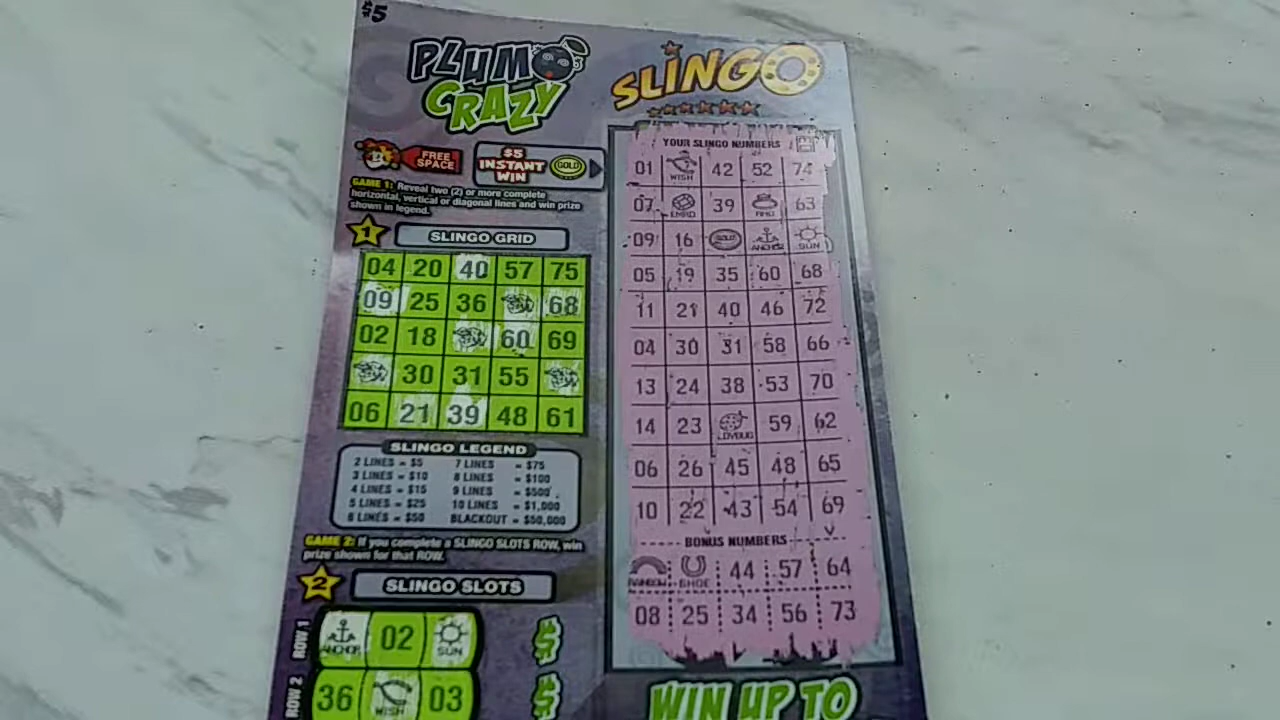 $5
PLUM
CRAZY
SLINGO
FREE
SPACE
$5
INSTANT
WIN
GOLD
GAME 1: Reveal two (2) or more complete
horizontal, vertical or diagonal lines and win prize
shown in legend.
1
SLINGO GRID
04 20 40 57 75
09 25 36 68
02 18 60 69
30 31 55
06 21 39 48 61
SLINGO LEGEND
2 LINES = $5 7 LINES = $75
3 LINES = $10 8 LINES = $100
4 LINES = $15 9 LINES = $500
5 LINES = $25 10 LINES = $1,000
6 LINES = $50 BLACKOUT = $50,000
GAME 2: If you complete a SLINGO SLOTS ROW, win
prize shown for that ROW.
2
SLINGO SLOTS
ROW 1
ANCHOR 02 SUN $
ROW 2
36 WISH 03 $
YOUR SLINGO NUMBERS
01 WISH 42 52 74
07 EMRD 39 RING 63
09 16 GOLD ANCHOR SUN
05 19 35 60 68
11 21 40 46 72
04 30 31 58 66
13 24 38 53 70
14 23 LDYBUG 59 62
06 26 45 48 65
10 22 43 54 69
BONUS NUMBERS
RAINBOW SHOE 44 57 64
08 25 34 56 73
WIN UP TO